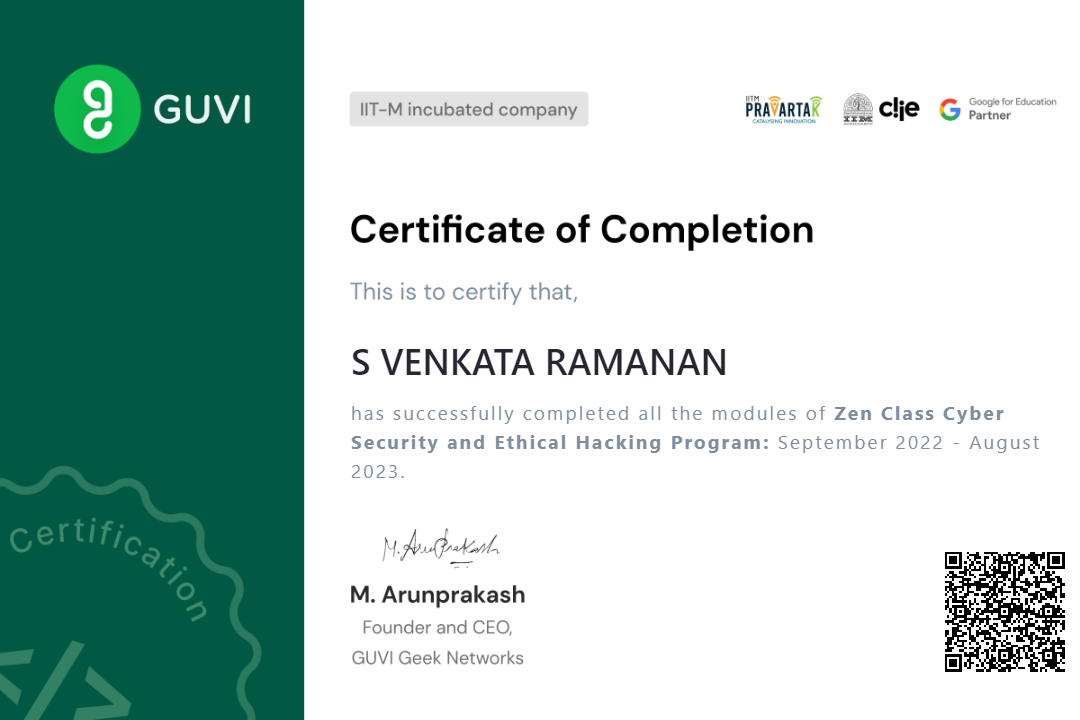 GUVI
IIT-M incubated company
IITM
PRAVARTAK
CATALYSING INNOVATION
IIM
Google for Education
Partner
Certificate of Completion
This is to certify that,
S VENKATA RAMANAN
has successfully completed all the modules of Zen Class Cyber
Security and Ethical Hacking Program: September 2022 - August
2023.
M. Arunprakash
M. Arunprakash
Founder and CEO,
GUVI Geek Networks
Certification